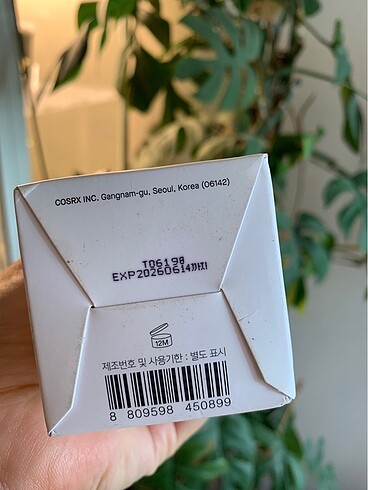 COSRX INC. Gangnam-gu, Seoul, Korea (06142)
T06198
EXP20260614까지
12M
제조번호 및 사용기한 : 별도 표시
8 809598 450899